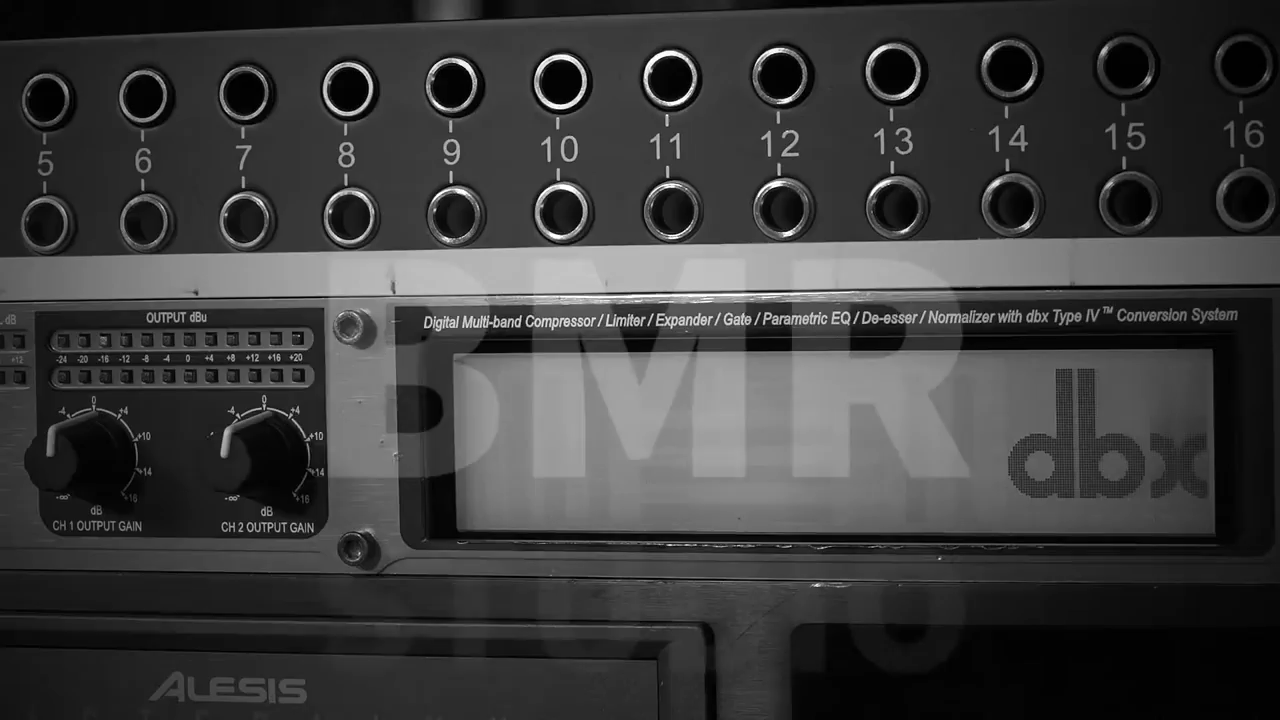 5 6 7 8 9 10 11 12 13 14 15 16
BMR
STUDIO
dB
+12
OUTPUT dBu
-24 -20 -16 -12 -8 -4 0 +4 +8 +12 +16 +20
-4 0 +4 +10 +14 +16 -∞
dB
CH 1 OUTPUT GAIN
-4 0 +4 +10 +14 +16 -∞
dB
CH 2 OUTPUT GAIN
Digital Multi-band Compressor / Limiter / Expander / Gate / Parametric EQ / De-esser / Normalizer with dbx Type IV™ Conversion System
dbx
ALESIS